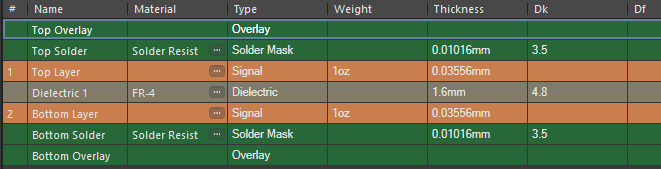 # Name Material Type Weight Thickness Dk Df
Top Overlay Overlay
Top Solder Solder Resist ... Solder Mask 0.01016mm 3.5
1 Top Layer ... Signal 1oz 0.03556mm
Dielectric 1 FR-4 ... Dielectric 1.6mm 4.8
2 Bottom Layer ... Signal 1oz 0.03556mm
Bottom Solder Solder Resist ... Solder Mask 0.01016mm 3.5
Bottom Overlay Overlay